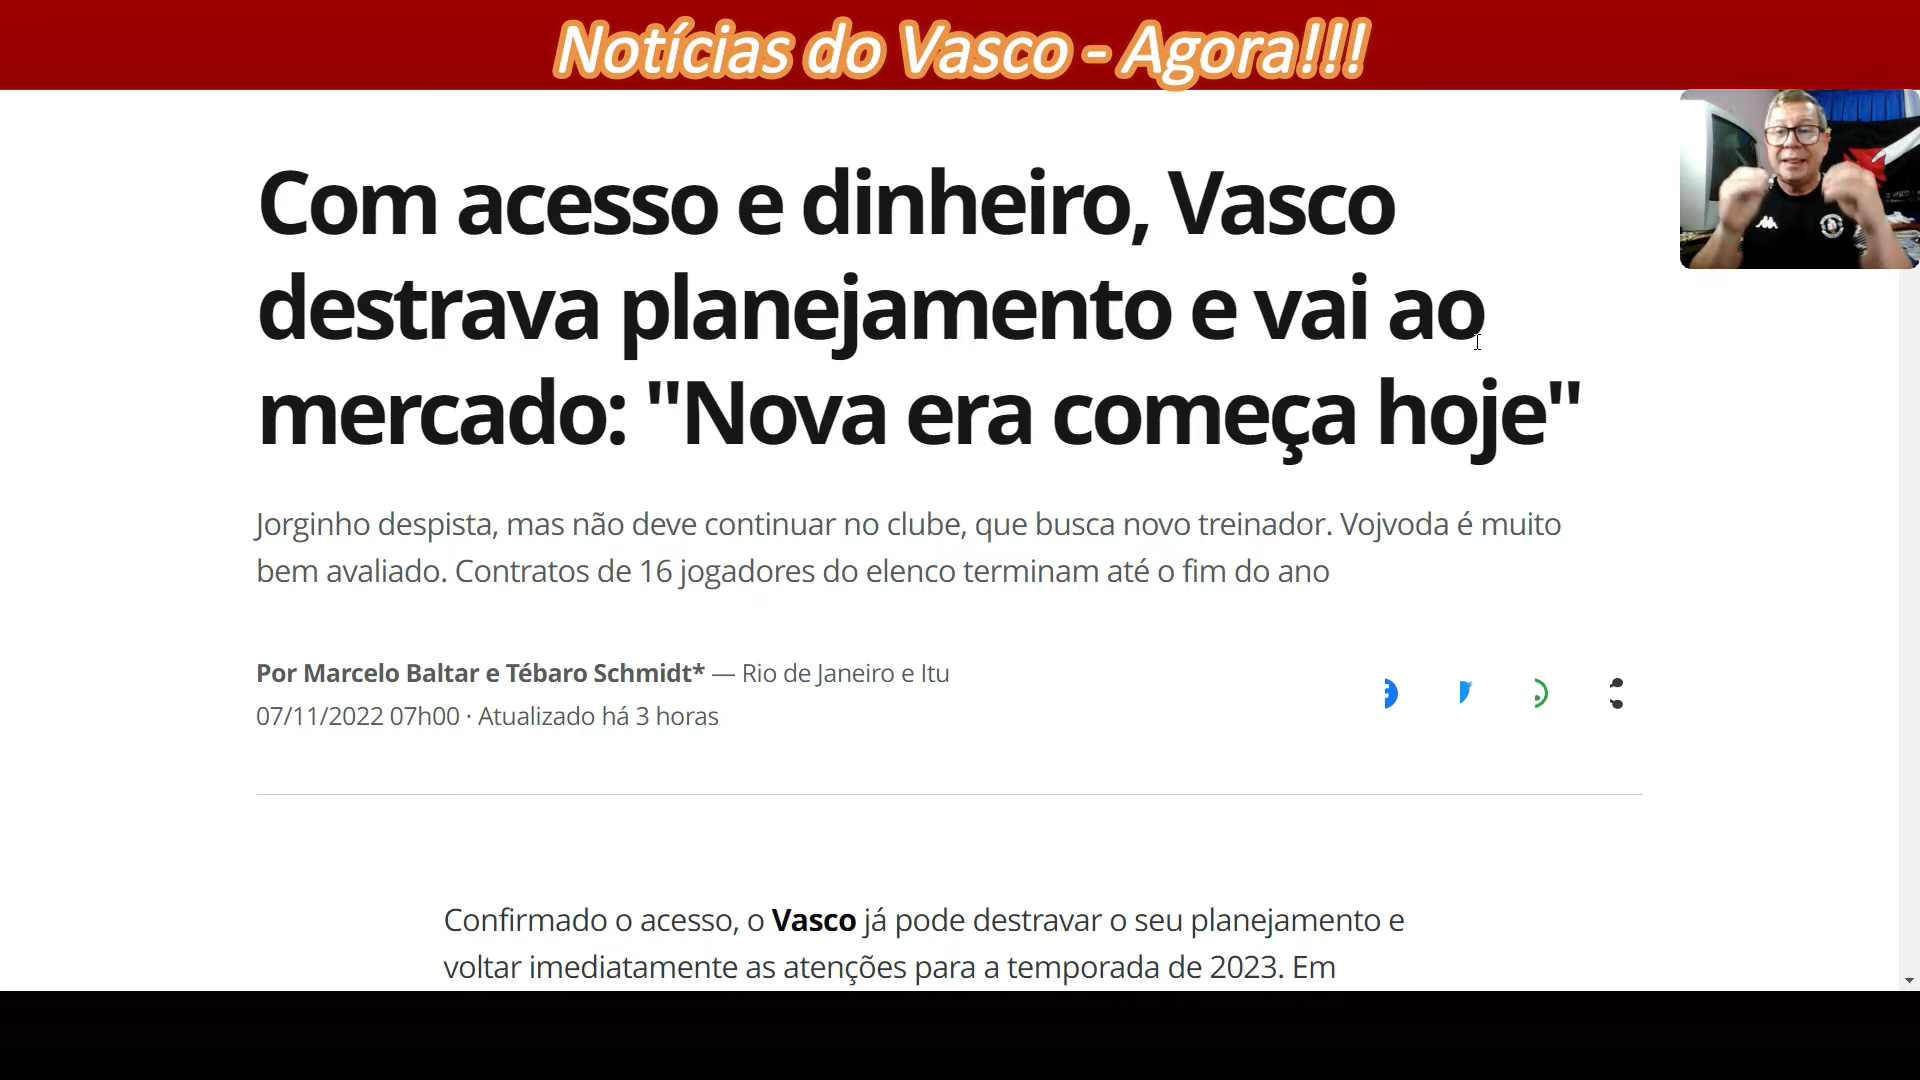 Notícias do Vasco - Agora!!!
Com acesso e dinheiro, Vasco
destrava planejamento e vai ao
mercado: "Nova era começa hoje"
Jorginho despista, mas não deve continuar no clube, que busca novo treinador. Vojvoda é muito
bem avaliado. Contratos de 16 jogadores do elenco terminam até o fim do ano
Por Marcelo Baltar e Tébaro Schmidt* — Rio de Janeiro e Itu
07/11/2022 07h00 · Atualizado há 3 horas
Confirmado o acesso, o Vasco já pode destravar o seu planejamento e
voltar imediatamente as atenções para a temporada de 2023. Em